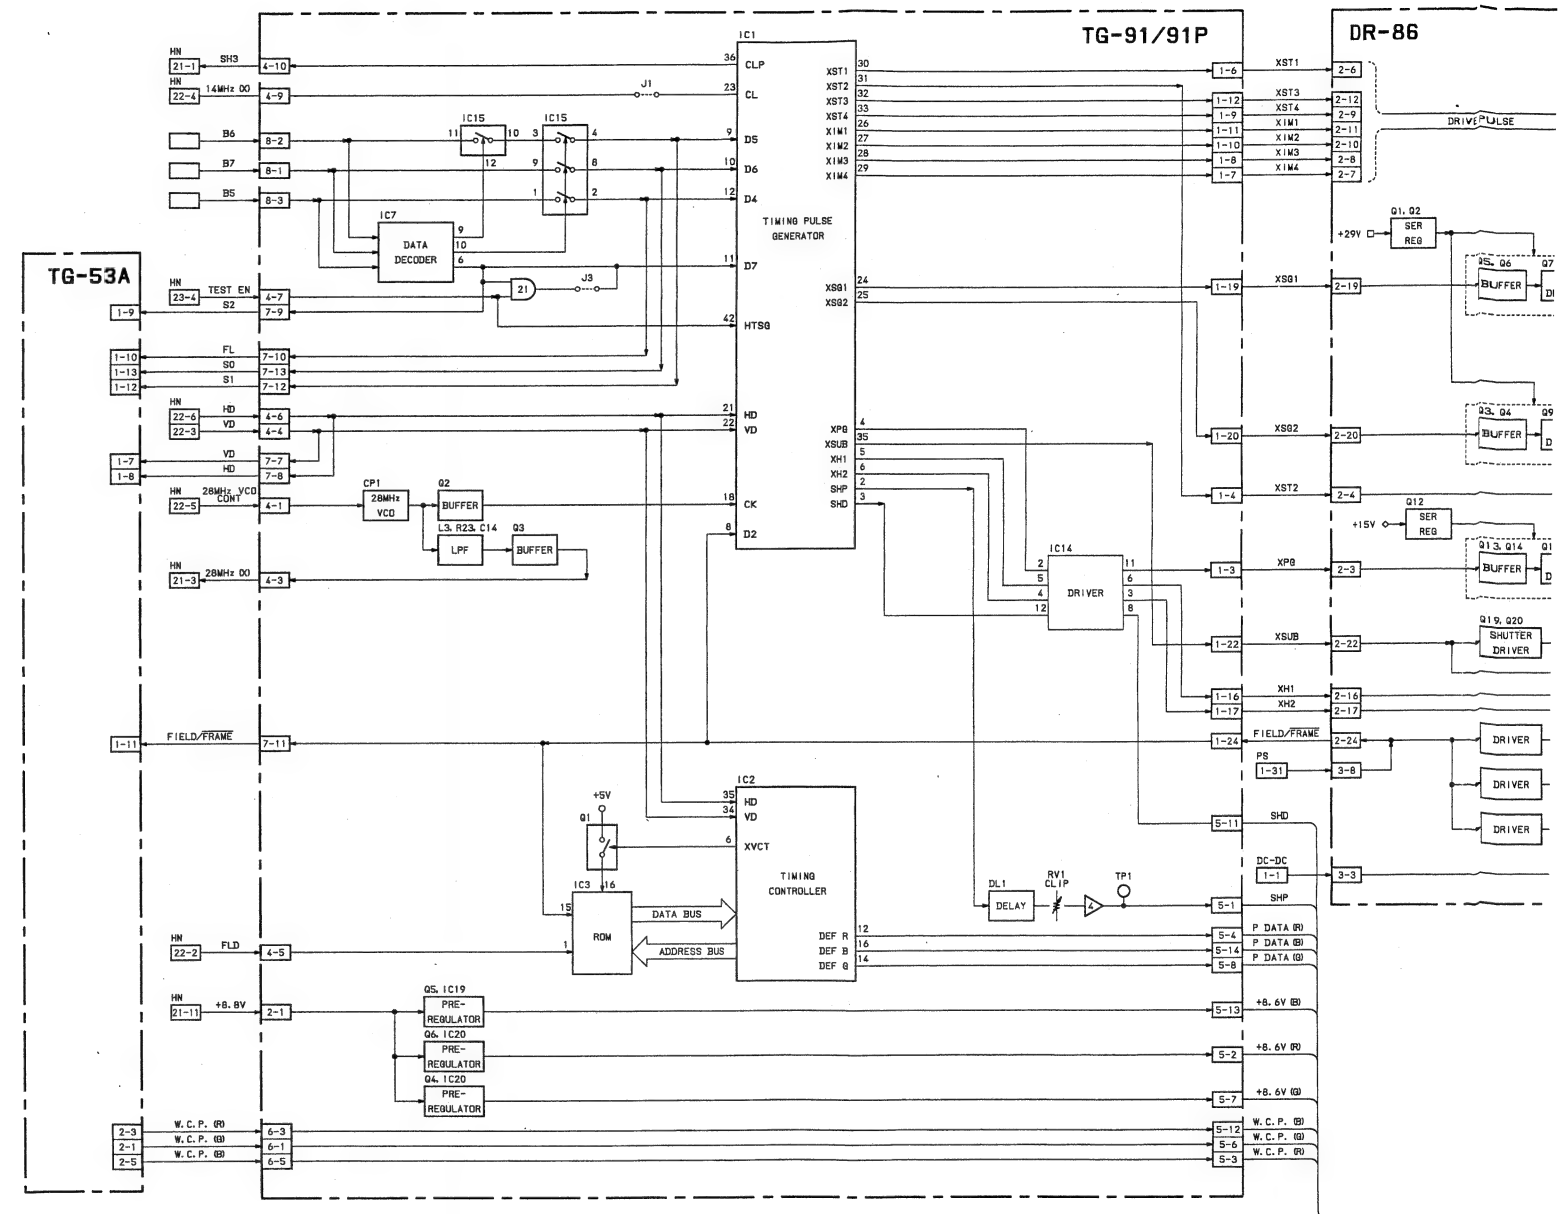 TG-91/91P
DR-86
TG-53A
IC1
HN
21-1
SH3
4-10
36
CLP
HN
22-4
14MHz DO
4-9
J1
23
CL
B6
8-2
IC15
11
10
12
IC15
3
4
9
D5
B7
8-1
9
8
10
D6
B5
8-3
1
2
12
D4
IC7
DATA
DECODER
9
10
6
11
D7
TIMING PULSE
GENERATOR
HN
23-4
TEST EN
4-7
21
J3
1-9
S2
7-9
42
HTSG
1-10
FL
7-10
1-13
S0
7-13
1-12
S1
7-12
HN
22-6
HD
4-6
21
HD
22-3
VD
4-4
22
VD
1-7
VD
7-7
1-8
HD
7-8
HN
22-5
28MHz VCO
CONT
4-1
CP1
28MHz
VCO
Q2
BUFFER
18
CK
L3, R23, C14
LPF
Q3
BUFFER
8
D2
HN
21-3
28MHz DO
4-3
XST1
30
1-6
XST1
2-6
XST2
31
XST3
32
1-12
XST3
2-12
XST4
33
1-9
XST4
2-9
XIM1
26
1-11
XIM1
2-11
XIM2
27
1-10
XIM2
2-10
XIM3
28
1-8
XIM3
2-8
XIM4
29
1-7
XIM4
2-7
DRIVE PULSE
Q1, Q2
+29V
SER
REG
XSG1
24
1-19
XSG1
2-19
Q5, Q6
BUFFER
Q7
XSG2
25
1-20
XSG2
2-20
Q3, Q4
BUFFER
Q9
D
1-4
XST2
2-4
Q12
+15V
SER
REG
XPG
4
XSUB
35
XH1
5
XH2
6
SHP
2
SHD
3
IC14
DRIVER
2
5
4
12
11
6
3
8
1-3
XPG
2-3
Q13, Q14
BUFFER
Q1
D
1-22
XSUB
2-22
Q19, Q20
SHUTTER
DRIVER
1-16
XH1
2-16
1-17
XH2
2-17
1-11
FIELD/FRAME
7-11
1-24
FIELD/FRAME
2-24
DRIVER
PS
1-31
3-8
DRIVER
DRIVER
IC2
35
HD
34
VD
6
XVCT
TIMING
CONTROLLER
+5V
Q1
IC3
16
15
1
ROM
DATA BUS
ADDRESS BUS
5-11
SHD
DC-DC
1-1
3-3
DL1
DELAY
RV1
CLIP
4
TP1
5-1
SHP
DEF R
12
5-4
P DATA (R)
DEF B
16
5-14
P DATA (B)
DEF G
14
5-8
P DATA (G)
HN
22-2
FLD
4-5
HN
21-11
+8.8V
2-1
Q5, IC19
PRE-
REGULATOR
5-13
+8.6V (B)
Q6, IC20
PRE-
REGULATOR
5-2
+8.6V (R)
Q4, IC20
PRE-
REGULATOR
5-7
+8.6V (G)
2-3
W.C.P. (R)
6-3
5-12
W.C.P. (B)
2-1
W.C.P. (G)
6-1
5-6
W.C.P. (G)
2-5
W.C.P. (B)
6-5
5-3
W.C.P. (R)